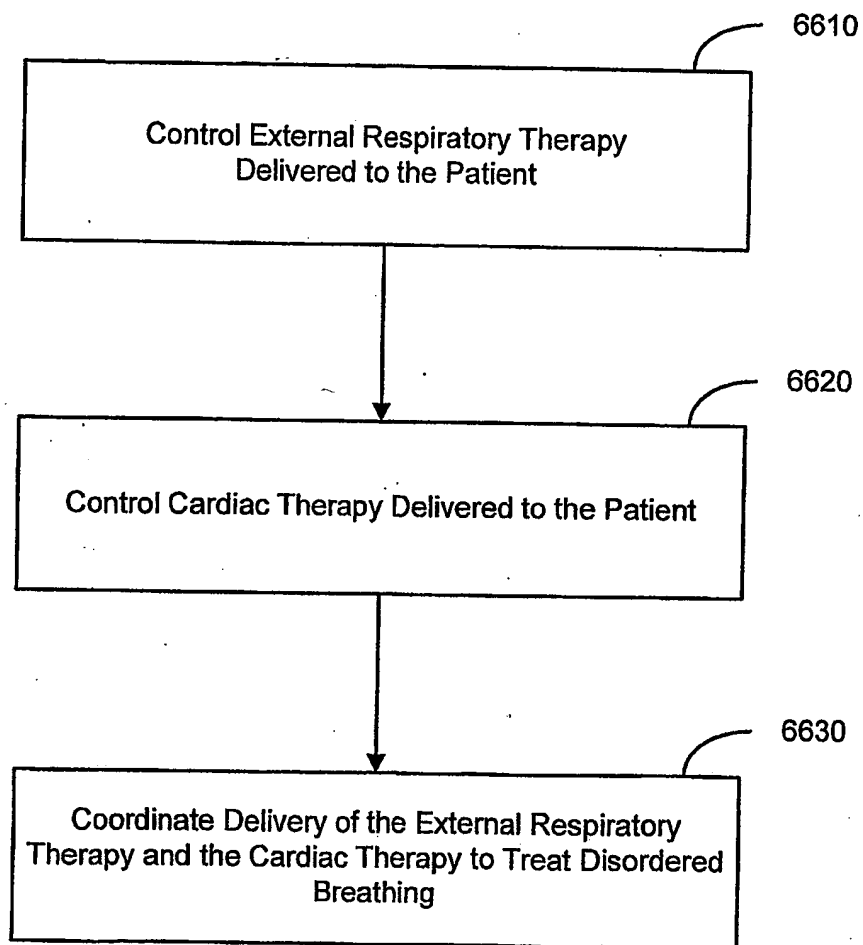 6610
Control External Respiratory Therapy
Delivered to the Patient
6620
Control Cardiac Therapy Delivered to the Patient
6630
Coordinate Delivery of the External Respiratory
Therapy and the Cardiac Therapy to Treat Disordered
Breathing